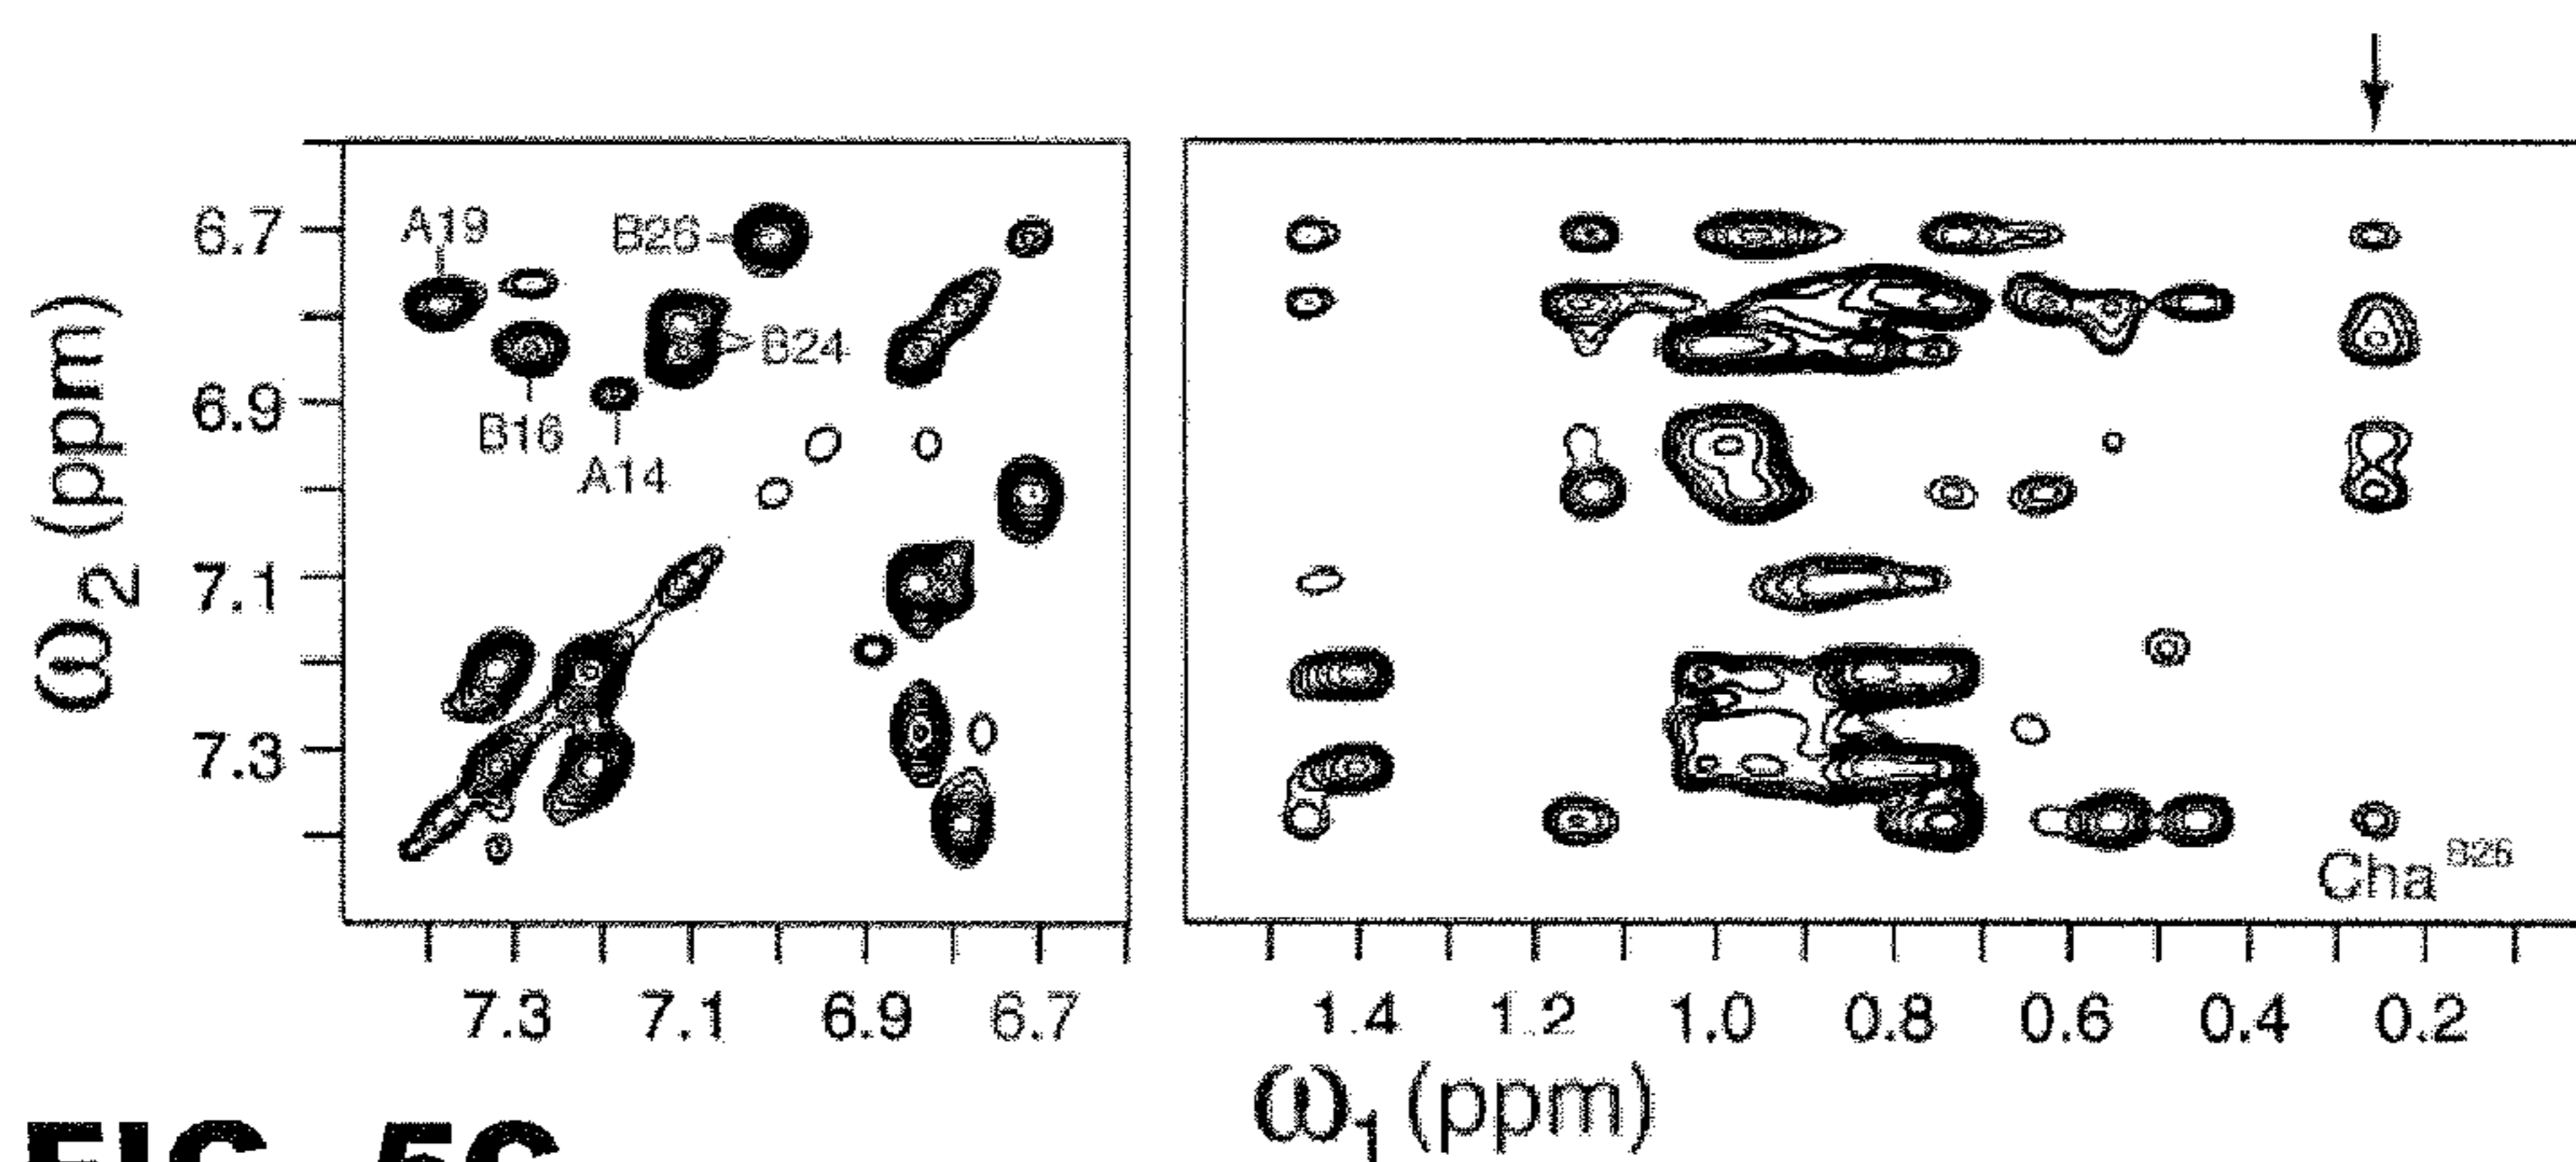 6.7
6.9
7.1
7.3
ω2 (ppm)
A19
B26
B24
B16
A14
Cha B26
7.3 7.1 6.9 6.7
1.4 1.2 1.0 0.8 0.6 0.4 0.2
ω1 (ppm)
FIG. 5C